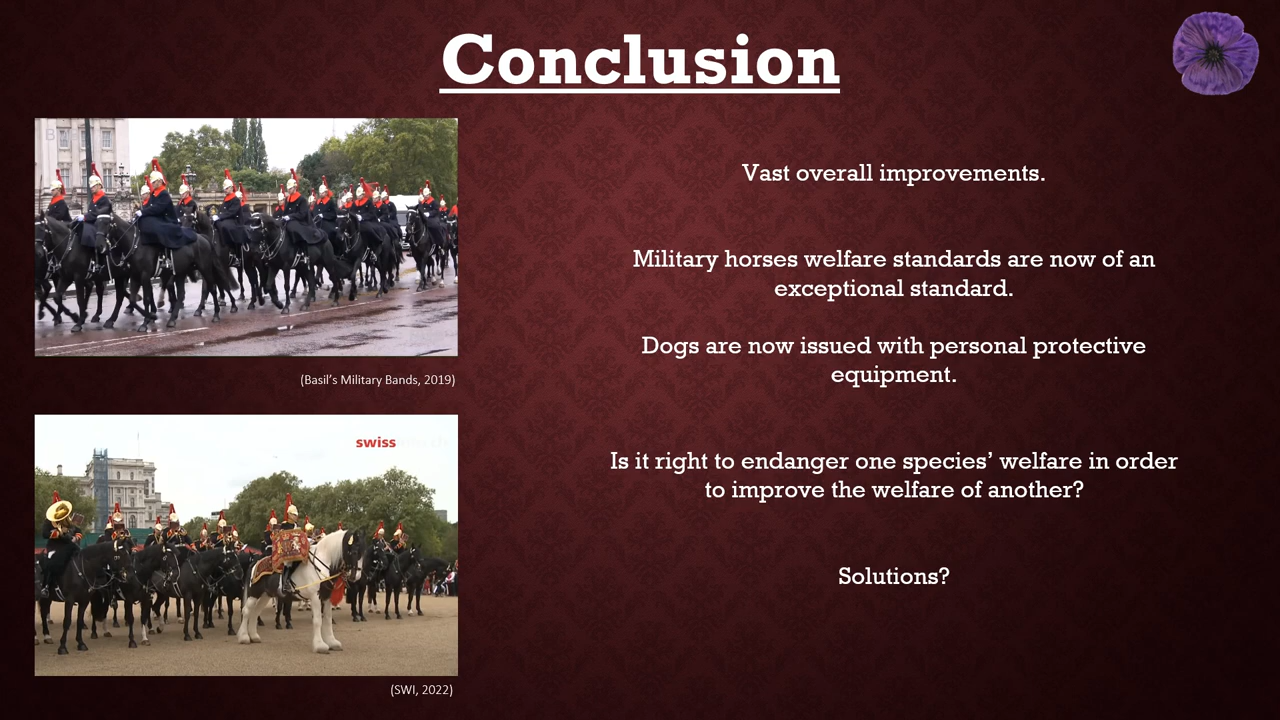 Conclusion
Vast overall improvements.
Military horses welfare standards are now of an
exceptional standard.
Dogs are now issued with personal protective
equipment.
Is it right to endanger one species’ welfare in order
to improve the welfare of another?
Solutions?
(Basil’s Military Bands, 2019)
swiss
(SWI, 2022)